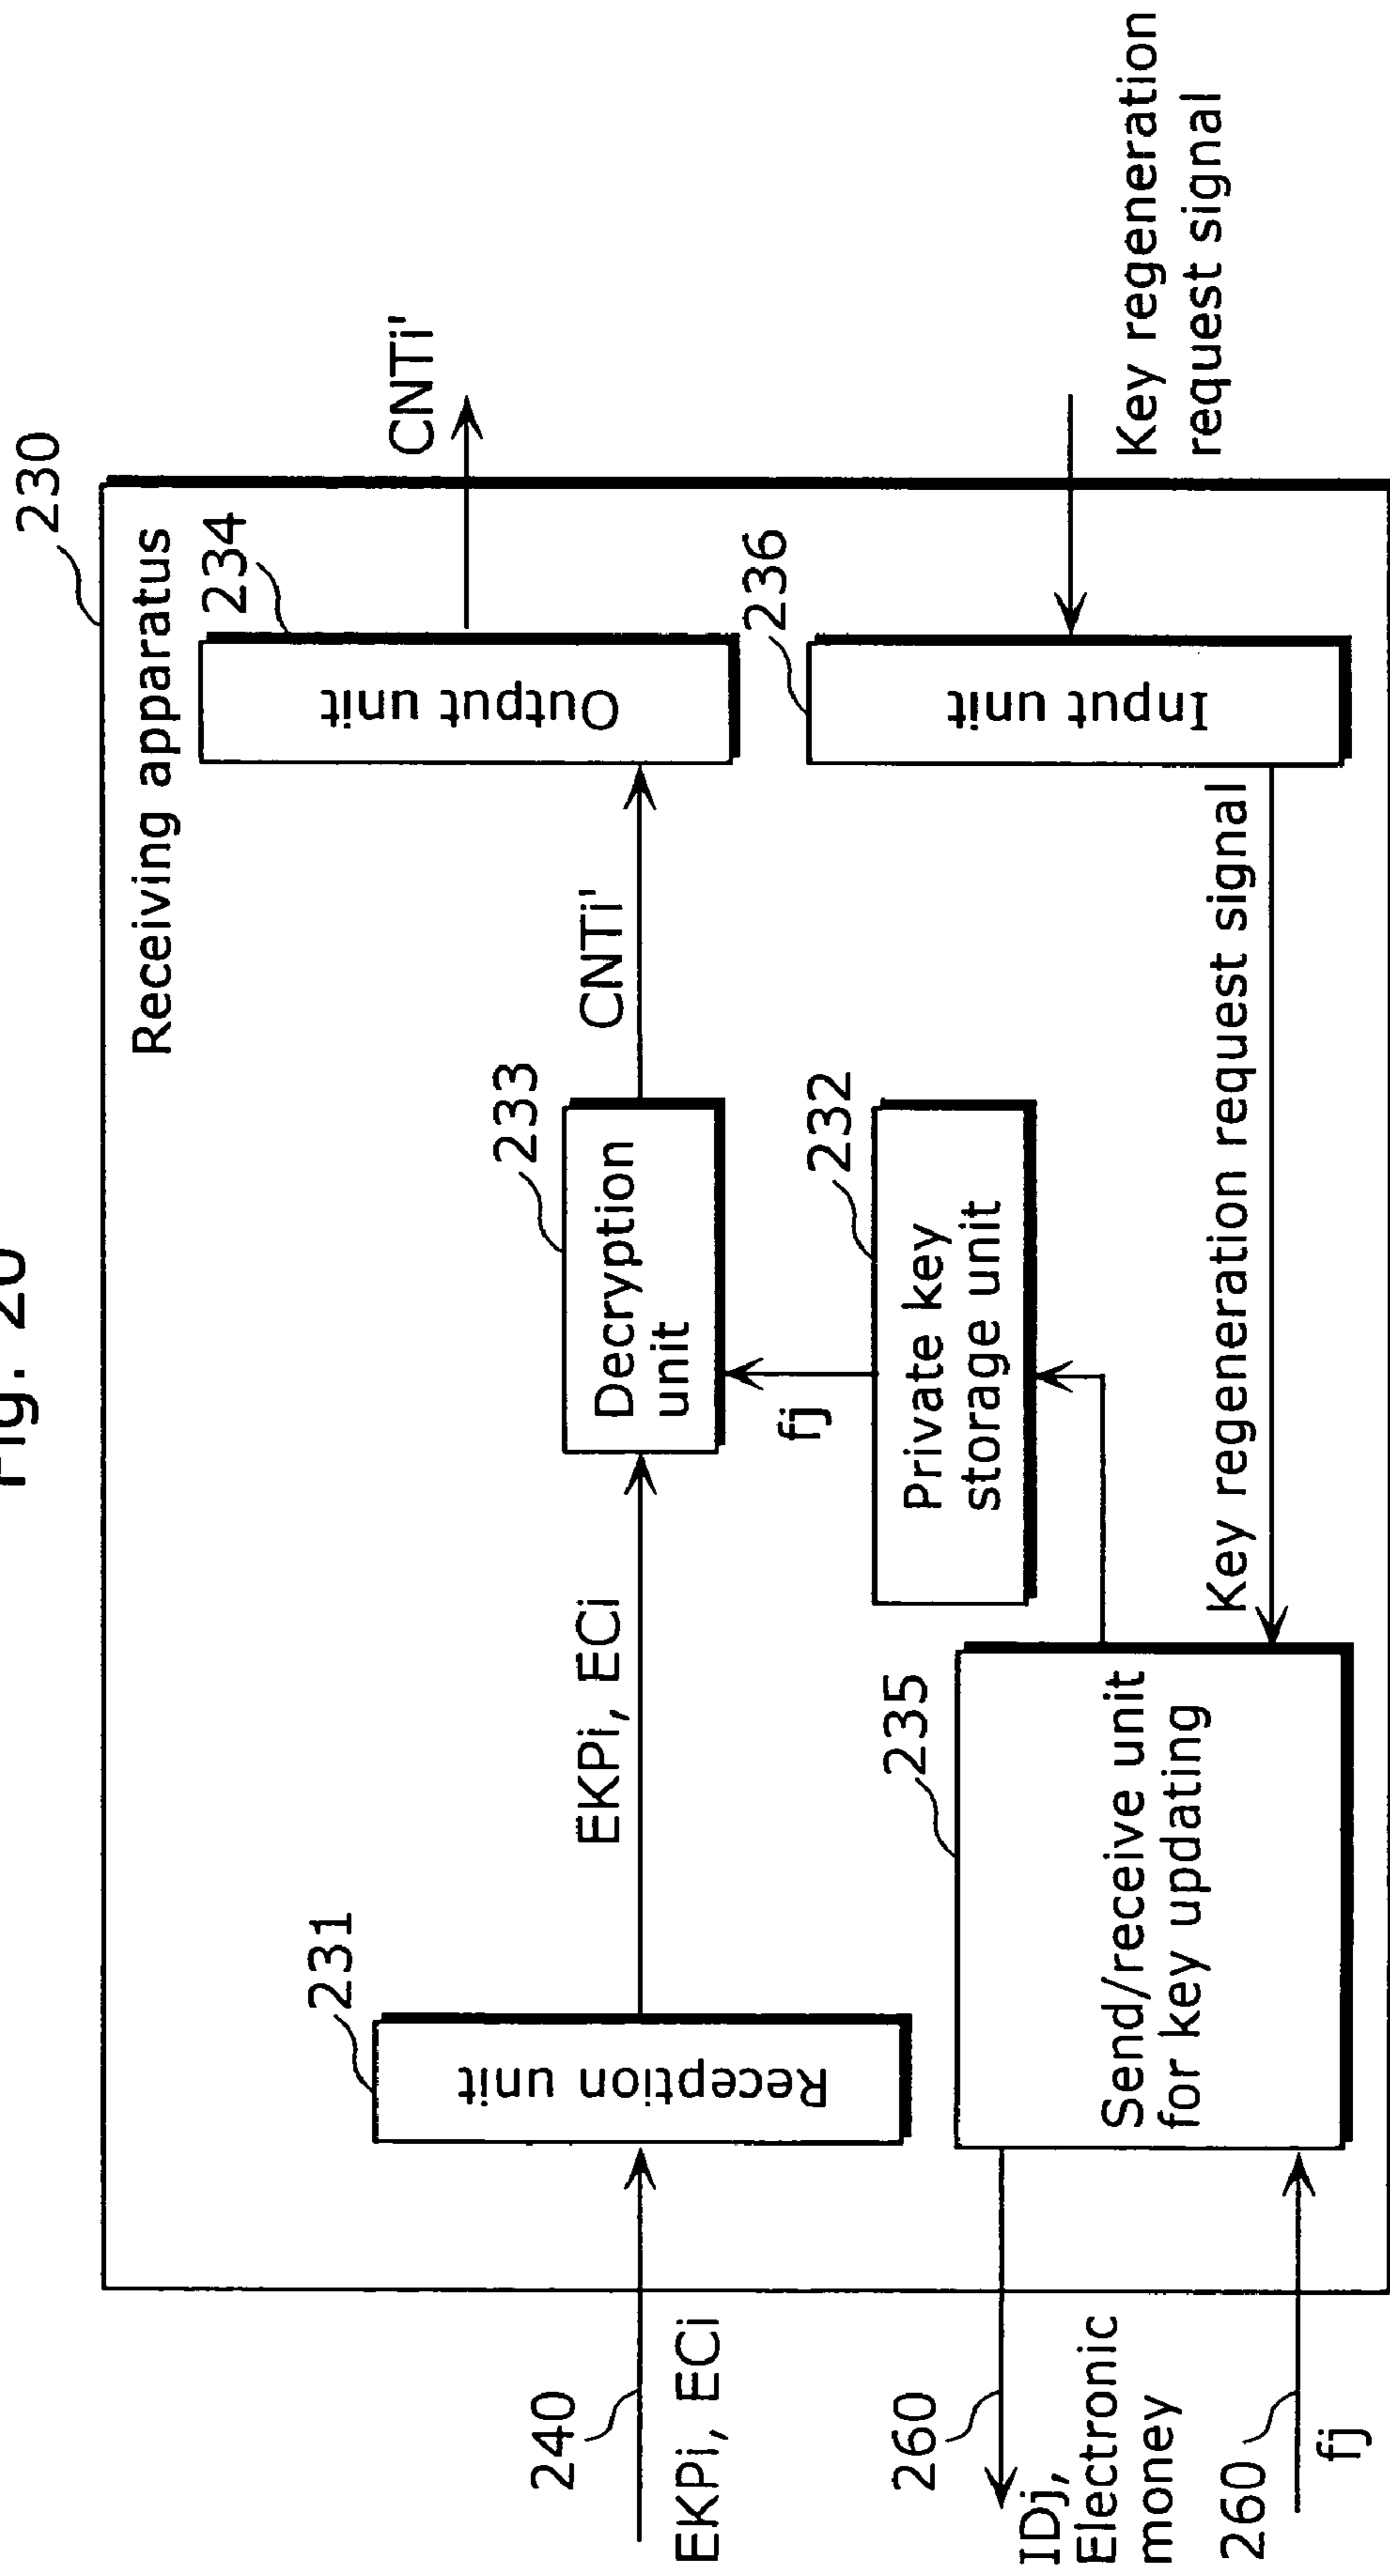 Fig. 20
230
Receiving apparatus
231
Reception unit
240
EKPi, ECi
EKPi, ECi
233
Decryption
unit
CNTi'
234
Output unit
CNTi'
fj
232
Private key
storage unit
235
Send/receive unit
for key updating
260
IDj,
Electronic
money
260
fj
Key regeneration request signal
236
Input unit
Key regeneration
request signal